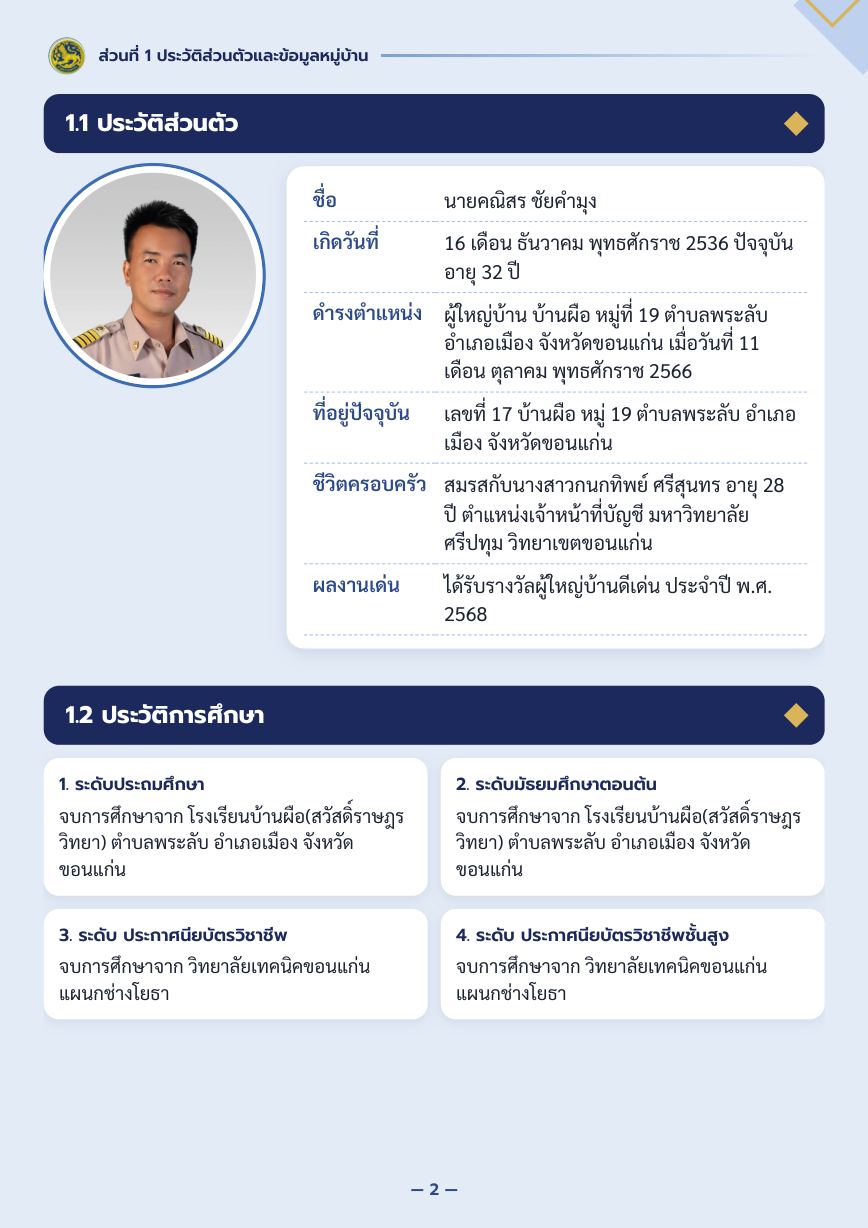 ส่วนที่ 1 ประวัติส่วนตัวและข้อมูลหมู่บ้าน
1.1 ประวัติส่วนตัว
ชื่อ นายคณิสร ชัยคำมุง
เกิดวันที่ 16 เดือน ธันวาคม พุทธศักราช 2536 ปัจจุบัน
อายุ 32 ปี
ดำรงตำแหน่ง ผู้ใหญ่บ้าน บ้านผือ หมู่ที่ 19 ตำบลพระลับ
อำเภอเมือง จังหวัดขอนแก่น เมื่อวันที่ 11
เดือน ตุลาคม พุทธศักราช 2566
ที่อยู่ปัจจุบัน เลขที่ 17 บ้านผือ หมู่ 19 ตำบลพระลับ อำเภอ
เมือง จังหวัดขอนแก่น
ชีวิตครอบครัว สมรสกับนางสาวกนกทิพย์ ศรีสุนทร อายุ 28
ปี ตำแหน่งเจ้าหน้าที่บัญชี มหาวิทยาลัย
ศรีปทุม วิทยาเขตขอนแก่น
ผลงานเด่น ได้รับรางวัลผู้ใหญ่บ้านดีเด่น ประจำปี พ.ศ.
2568
1.2 ประวัติการศึกษา
1. ระดับประถมศึกษา
จบการศึกษาจาก โรงเรียนบ้านผือ(สวัสดิ์ราษฎร
วิทยา) ตำบลพระลับ อำเภอเมือง จังหวัด
ขอนแก่น
2. ระดับมัธยมศึกษาตอนต้น
จบการศึกษาจาก โรงเรียนบ้านผือ(สวัสดิ์ราษฎร
วิทยา) ตำบลพระลับ อำเภอเมือง จังหวัด
ขอนแก่น
3. ระดับ ประกาศนียบัตรวิชาชีพ
จบการศึกษาจาก วิทยาลัยเทคนิคขอนแก่น
แผนกช่างโยธา
4. ระดับ ประกาศนียบัตรวิชาชีพชั้นสูง
จบการศึกษาจาก วิทยาลัยเทคนิคขอนแก่น
แผนกช่างโยธา
— 2 —